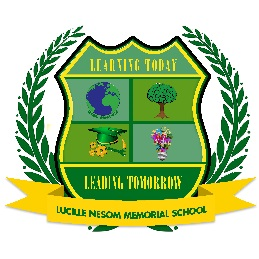 LEARNING TODAY
LEADING TOMORROW
LUCILLE NESOM MEMORIAL SCHOOL